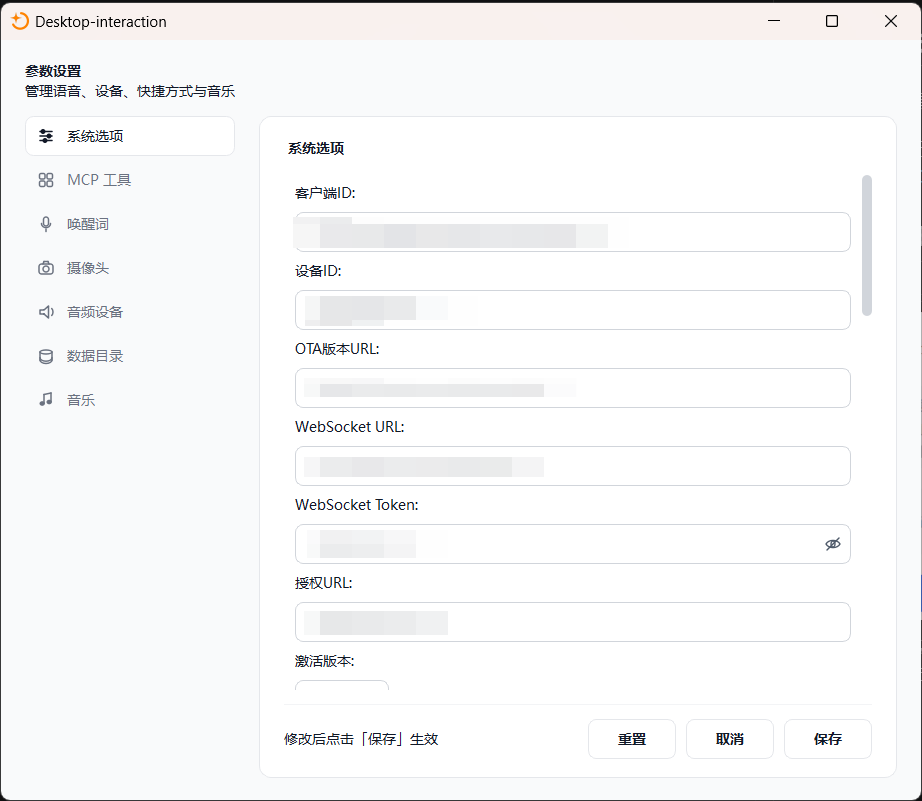 Desktop-interaction
参数设置
管理语音、设备、快捷方式与音乐
系统选项
MCP 工具
唤醒词
摄像头
音频设备
数据目录
音乐
系统选项
客户端ID:
设备ID:
OTA版本URL:
WebSocket URL:
WebSocket Token:
授权URL:
激活版本:
修改后点击「保存」生效
重置
取消
保存